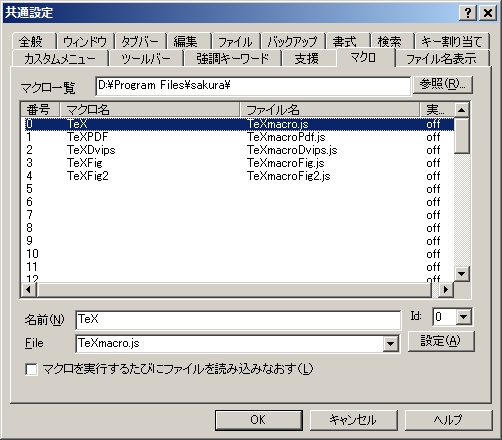 共通設定
全般 ウィンドウ タブバー 編集 ファイル バックアップ 書式 検索 キー割り当て
カスタムメニュー ツールバー 強調キーワード 支援 マクロ ファイル名表示
マクロ一覧 D:¥Program Files¥sakura¥ 参照(R)...
番号 マクロ名 ファイル名 実...
0 TeX TeXmacro.js off
1 TeXPDF TeXmacroPdf.js off
2 TeXDvips TeXmacroDvips.js off
3 TeXFig TeXmacroFig.js off
4 TeXFig2 TeXmacroFig2.js off
5 off
6 off
7 off
8 off
9 off
10 off
11 off
12 off
名前(N) TeX Id: 0
File TeXmacro.js 設定(A)
マクロを実行するたびにファイルを読み込みなおす(L)
OK キャンセル ヘルプ